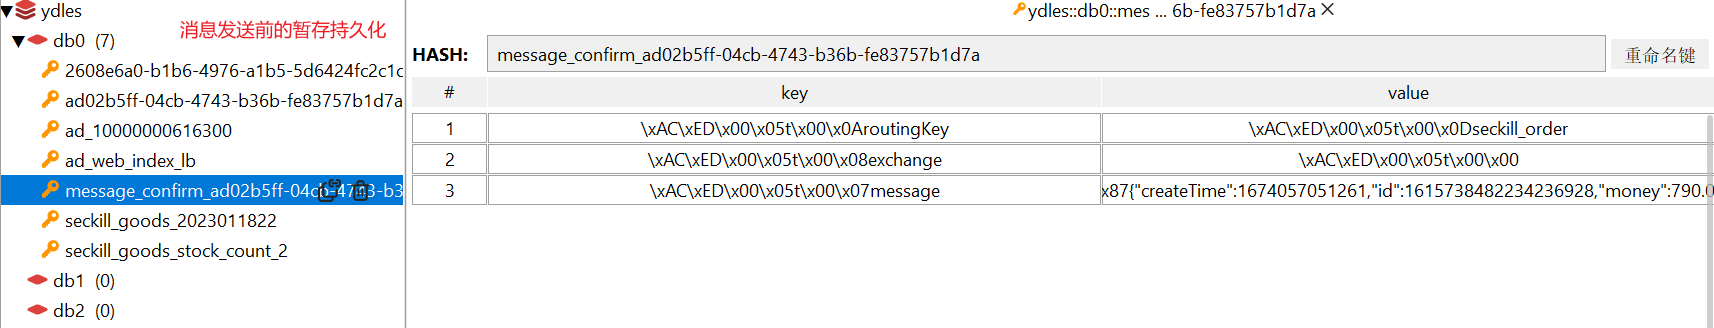 ydles
消息发送前的暂存持久化
db0 (7)
2608e6a0-b1b6-4976-a1b5-5d6424fc2c1c
ad02b5ff-04cb-4743-b36b-fe83757b1d7a
ad_10000000616300
ad_web_index_lb
message_confirm_ad02b5ff-04cb-4743-b3
seckill_goods_2023011822
seckill_goods_stock_count_2
db1 (0)
db2 (0)
ydles::db0::mes ... 6b-fe83757b1d7a
HASH: message_confirm_ad02b5ff-04cb-4743-b36b-fe83757b1d7a 重命名键
# key value
1 \xAC\xED\x00\x05t\x00\x0AroutingKey \xAC\xED\x00\x05t\x00\x0Dseckill_order
2 \xAC\xED\x00\x05t\x00\x08exchange \xAC\xED\x00\x05t\x00\x00
3 \xAC\xED\x00\x05t\x00\x07message x87{"createTime":1674057051261,"id":1615738482234236928,"money":790.0